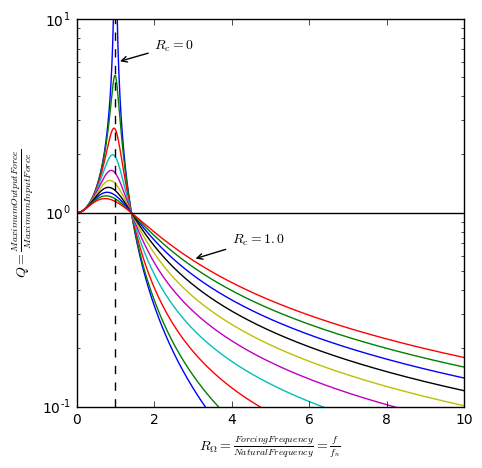 10^1
R_c = 0
10^0
R_c = 1.0
10^-1
0 2 4 6 8 10
Q = MaximumOutputForce / MaximumInputForce
R_Ω = ForcingFrequency / NaturalFrequency = f / f_n